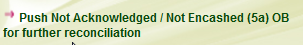 Push Not Acknowledged / Not Encashed (5a) OB
for further reconciliation